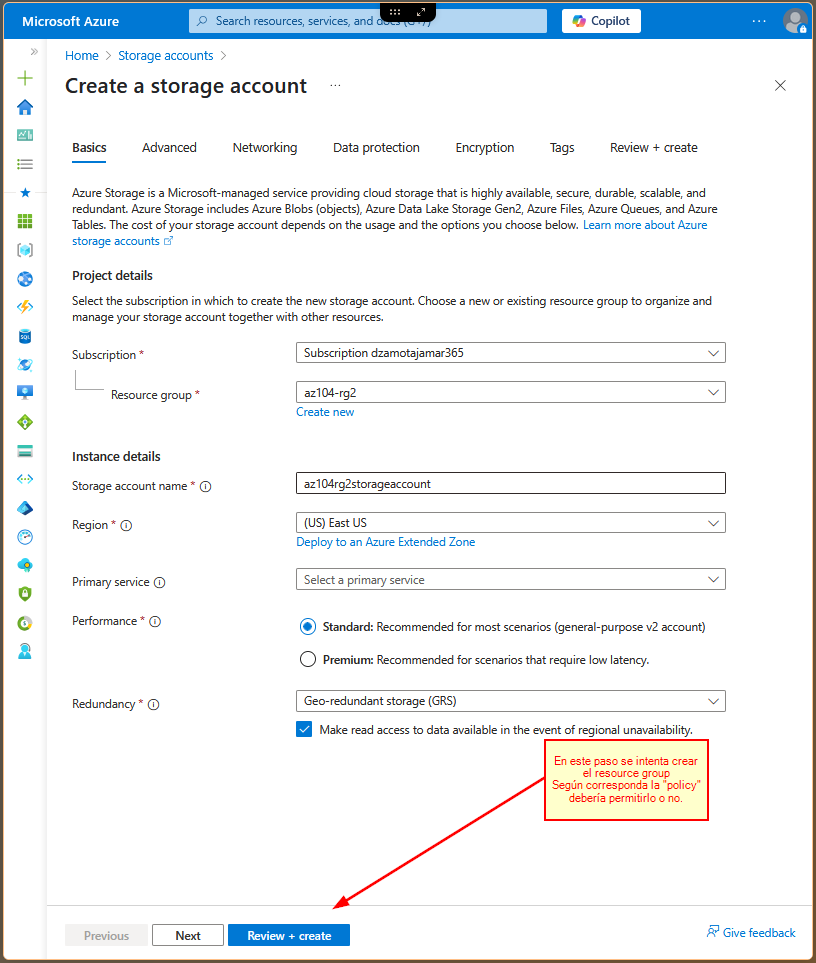 Microsoft Azure
Search resources, services, and docs (G+/)
Copilot
Home > Storage accounts >
Create a storage account
Basics
Advanced
Networking
Data protection
Encryption
Tags
Review + create
Azure Storage is a Microsoft-managed service providing cloud storage that is highly available, secure, durable, scalable, and
redundant. Azure Storage includes Azure Blobs (objects), Azure Data Lake Storage Gen2, Azure Files, Azure Queues, and Azure
Tables. The cost of your storage account depends on the usage and the options you choose below. Learn more about Azure
storage accounts
Project details
Select the subscription in which to create the new storage account. Choose a new or existing resource group to organize and
manage your storage account together with other resources.
Subscription *
Subscription dzamotajamar365
Resource group *
az104-rg2
Create new
Instance details
Storage account name *
az104rg2storageaccount
Region *
(US) East US
Deploy to an Azure Extended Zone
Primary service
Select a primary service
Performance *
Standard: Recommended for most scenarios (general-purpose v2 account)
Premium: Recommended for scenarios that require low latency.
Redundancy *
Geo-redundant storage (GRS)
Make read access to data available in the event of regional unavailability.
En este paso se intenta crear
el resource group
Según corresponda la "policy"
debería permitirlo o no.
Previous
Next
Review + create
Give feedback
SQL